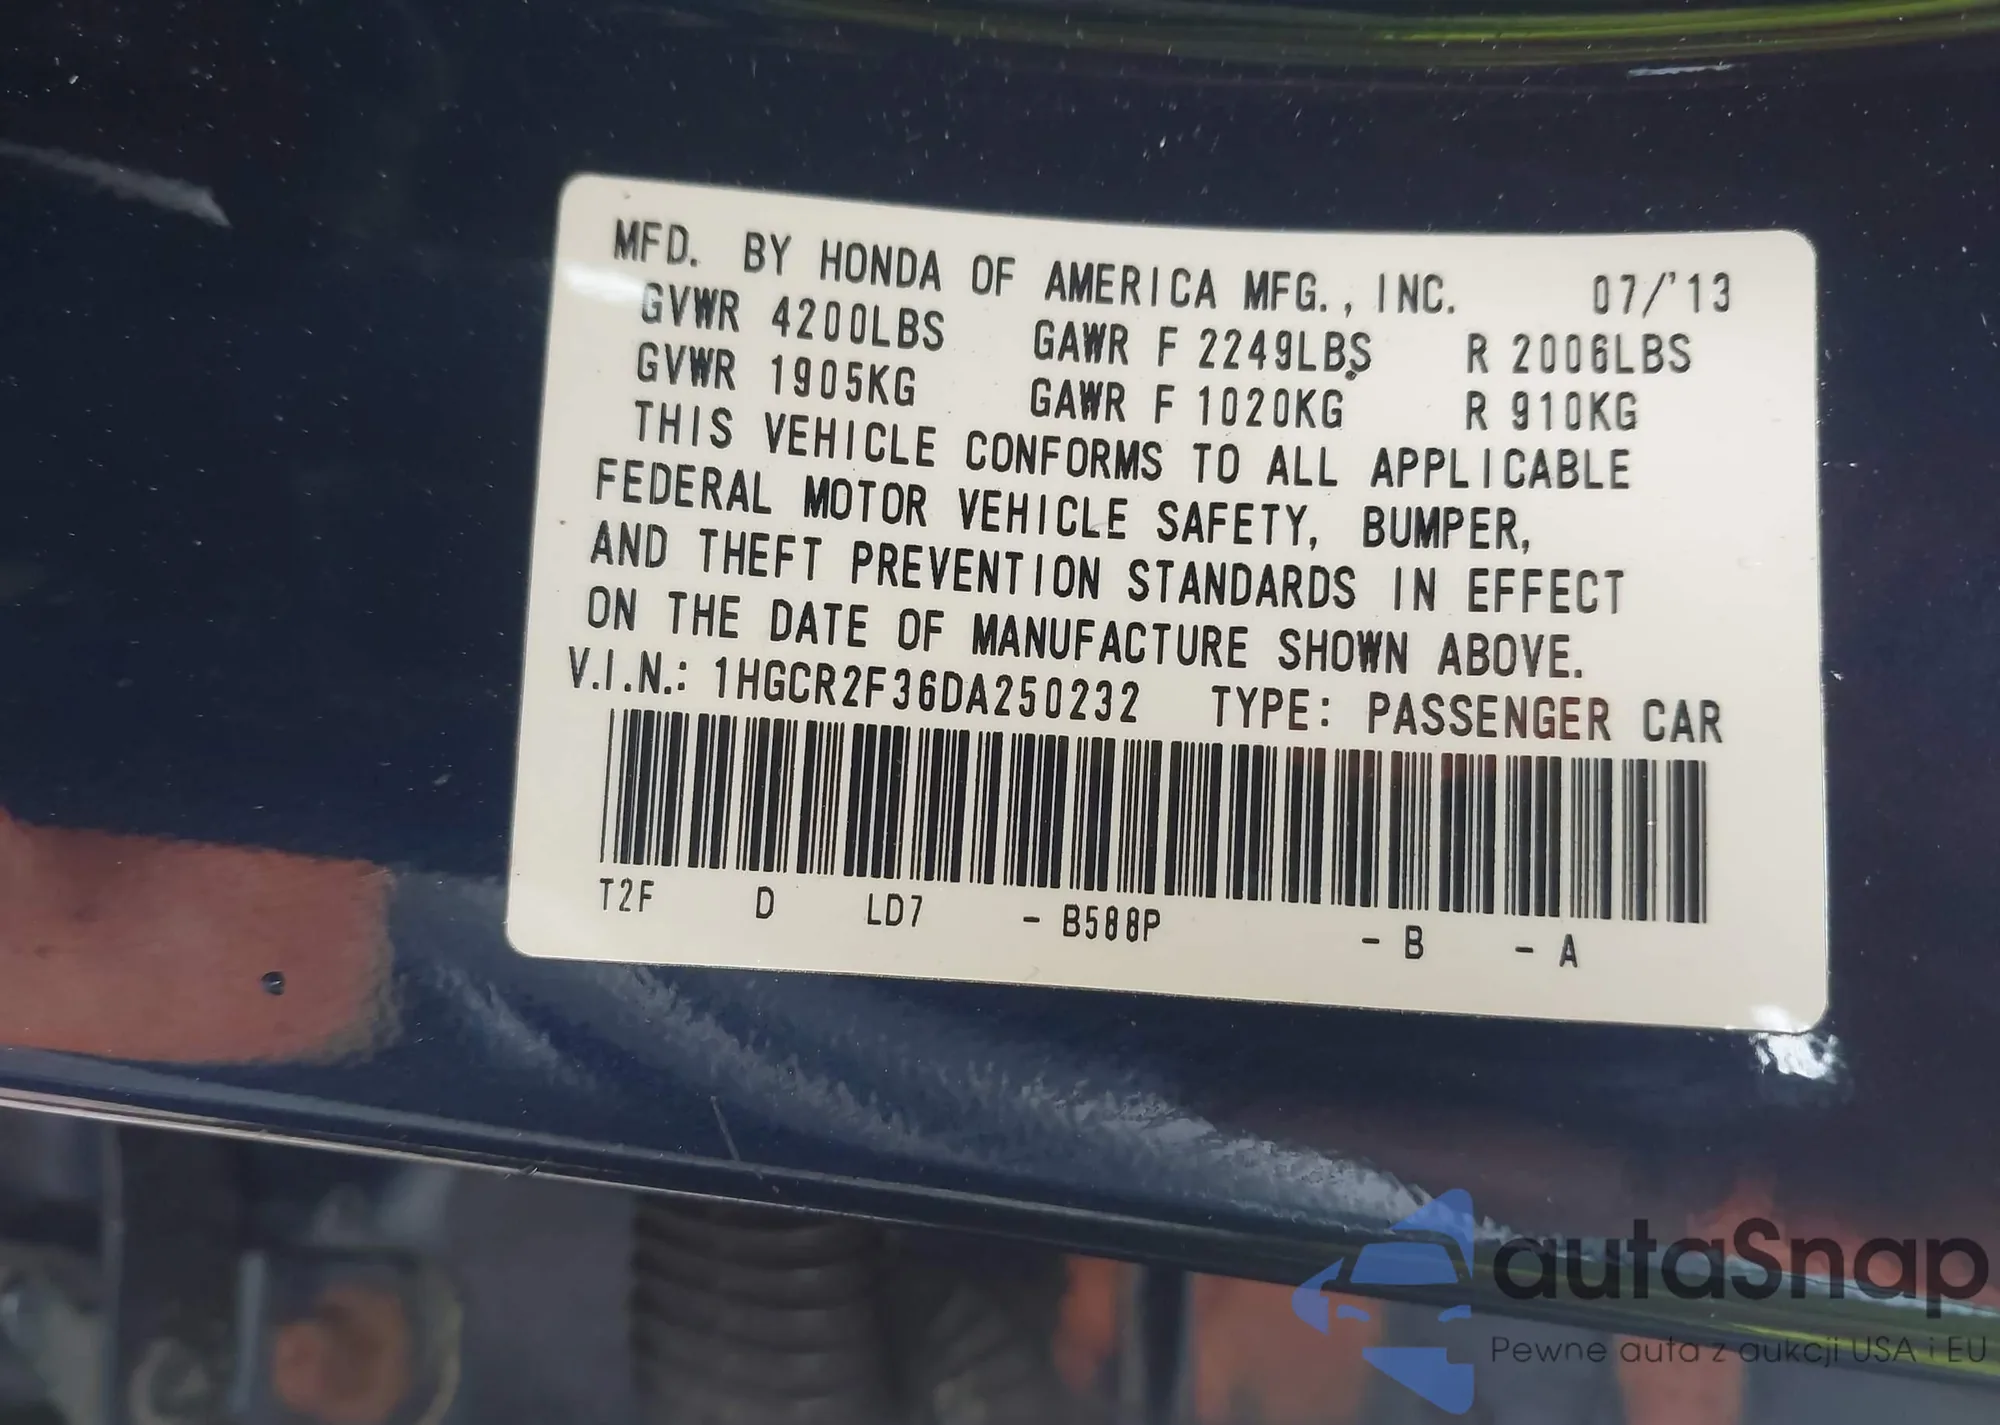 MFD. BY HONDA OF AMERICA MFG., INC. 07/'13
GVWR 4200LBS GAWR F 2249LBS R 2006LBS
GVWR 1905KG GAWR F 1020KG R 910KG
THIS VEHICLE CONFORMS TO ALL APPLICABLE
FEDERAL MOTOR VEHICLE SAFETY, BUMPER,
AND THEFT PREVENTION STANDARDS IN EFFECT
ON THE DATE OF MANUFACTURE SHOWN ABOVE.
V.I.N.: 1HGCR2F36DA250232 TYPE: PASSENGER CAR
T2F D LD7 - B588P - B - A
autaSnap
Pewne auta z aukcji USA i EU